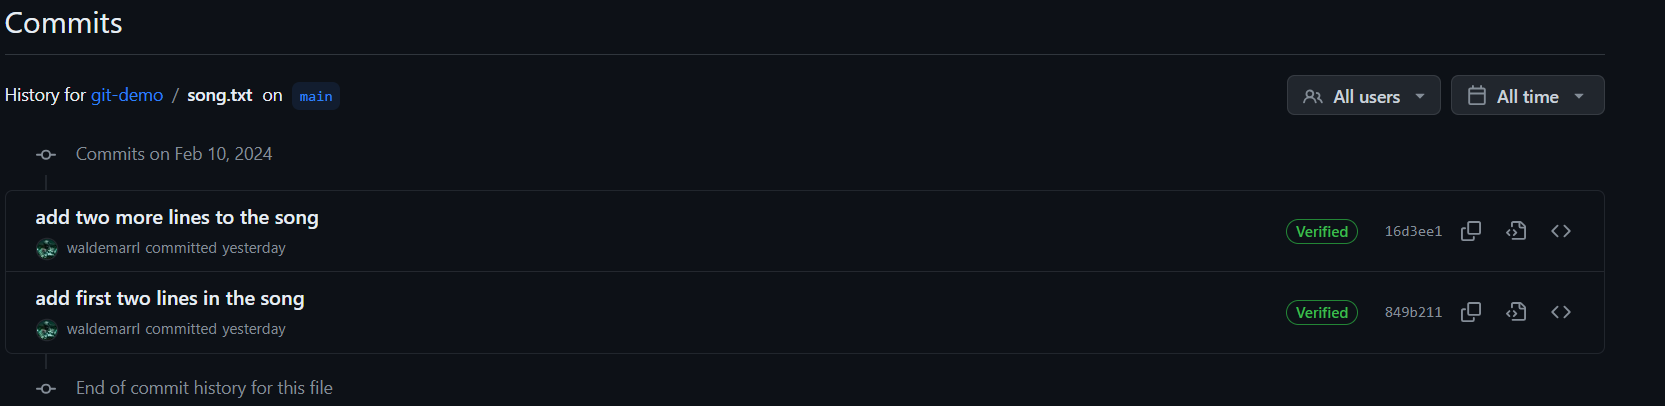 Commits
History for git-demo / song.txt on main
All users All time
Commits on Feb 10, 2024
add two more lines to the song
waldemarrl committed yesterday
Verified 16d3ee1
add first two lines in the song
waldemarrl committed yesterday
Verified 849b211
End of commit history for this file